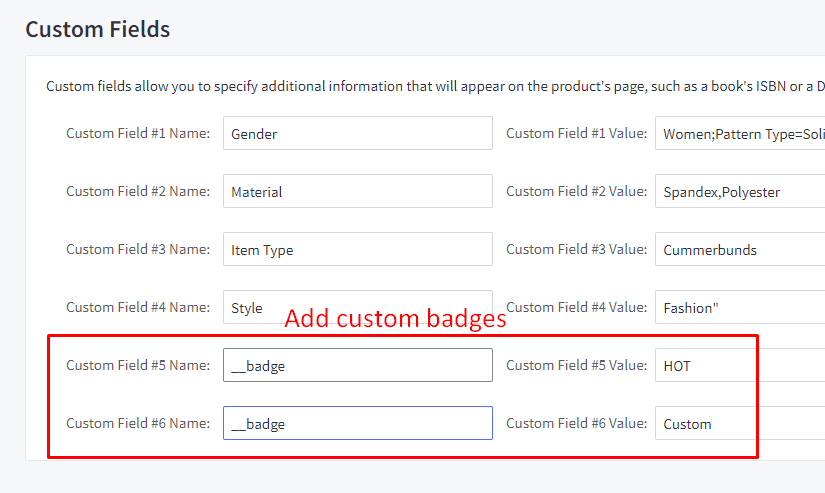 Custom Fields
Custom fields allow you to specify additional information that will appear on the product's page, such as a book's ISBN or a D
Custom Field #1 Name: Gender Custom Field #1 Value: Women;Pattern Type=Soli
Custom Field #2 Name: Material Custom Field #2 Value: Spandex,Polyester
Custom Field #3 Name: Item Type Custom Field #3 Value: Cummerbunds
Custom Field #4 Name: Style Custom Field #4 Value: Fashion"
Add custom badges
Custom Field #5 Name: __badge Custom Field #5 Value: HOT
Custom Field #6 Name: __badge Custom Field #6 Value: Custom